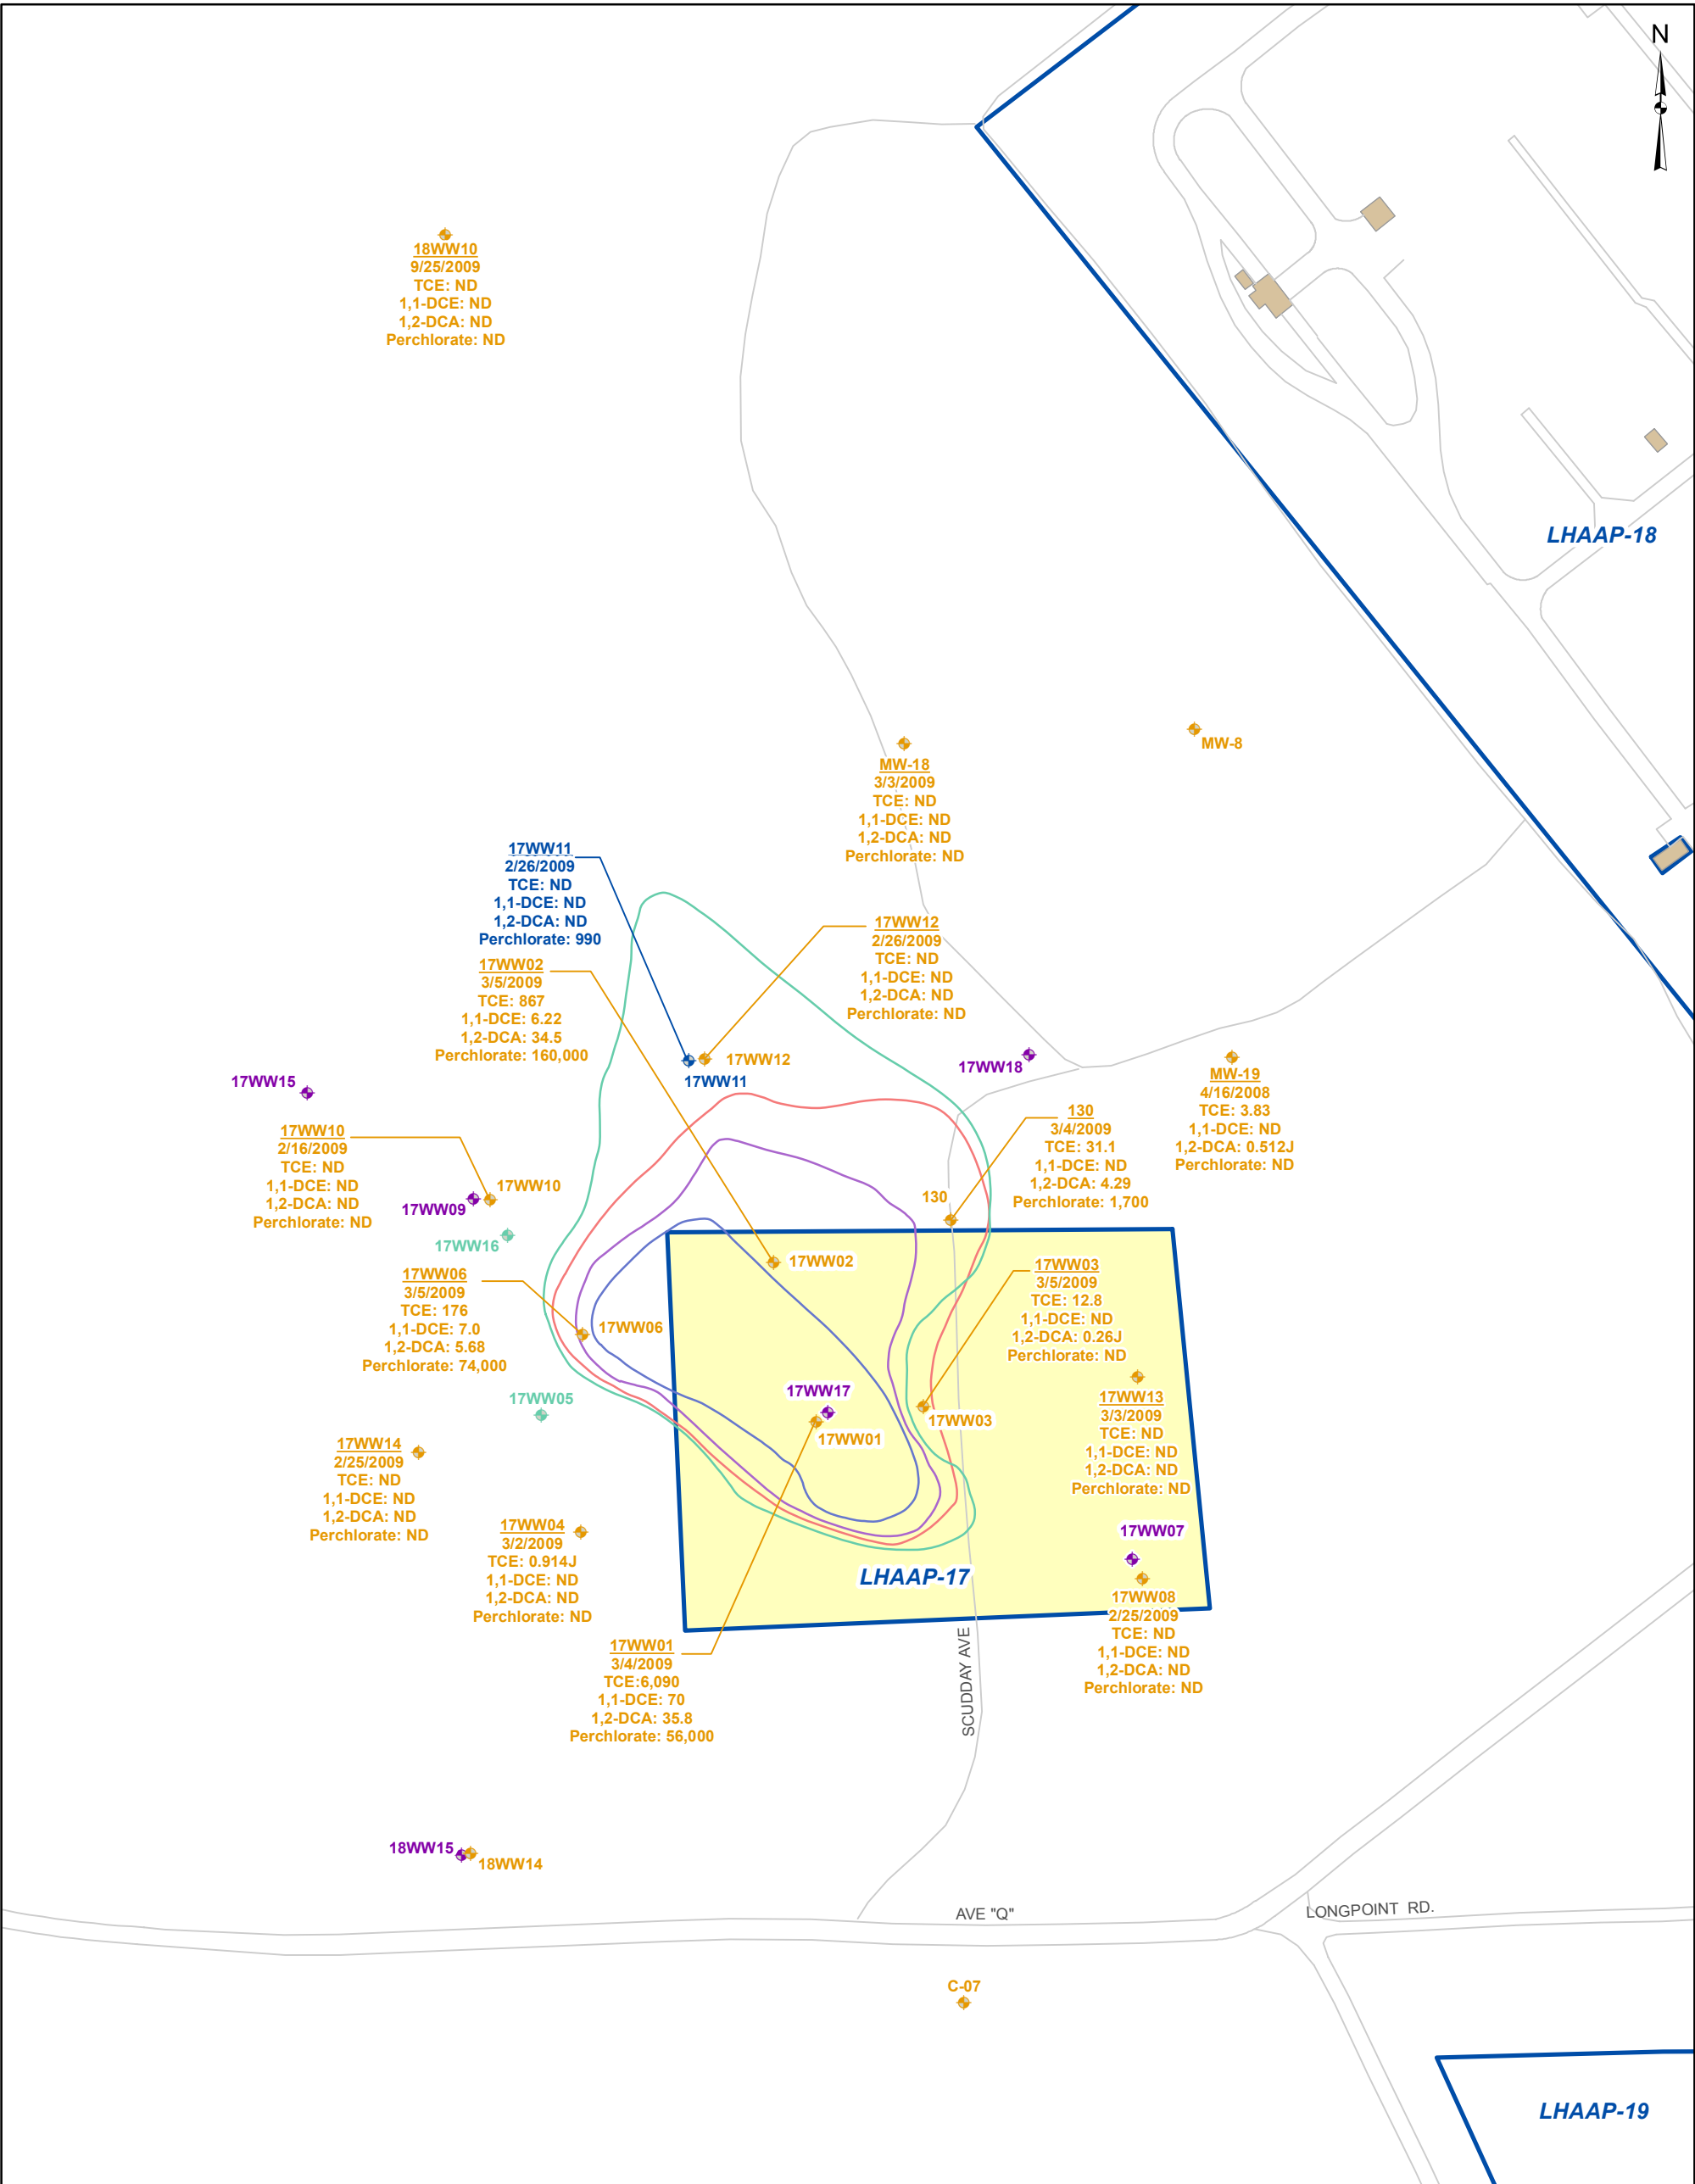 N
18WW10
9/25/2009
TCE: ND
1,1-DCE: ND
1,2-DCA: ND
Perchlorate: ND
LHAAP-18
MW-8
MW-18
3/3/2009
TCE: ND
1,1-DCE: ND
1,2-DCA: ND
Perchlorate: ND
17WW11
2/26/2009
TCE: ND
1,1-DCE: ND
1,2-DCA: ND
Perchlorate: 990
17WW12
2/26/2009
TCE: ND
1,1-DCE: ND
1,2-DCA: ND
Perchlorate: ND
17WW02
3/5/2009
TCE: 867
1,1-DCE: 6.22
1,2-DCA: 34.5
Perchlorate: 160,000
17WW12
17WW11
17WW18
17WW15
MW-19
4/16/2008
TCE: 3.83
1,1-DCE: ND
1,2-DCA: 0.512J
Perchlorate: ND
130
3/4/2009
TCE: 31.1
1,1-DCE: ND
1,2-DCA: 4.29
Perchlorate: 1,700
17WW10
2/16/2009
TCE: ND
1,1-DCE: ND
1,2-DCA: ND
Perchlorate: ND
17WW10
17WW09
130
17WW16
17WW02
17WW06
3/5/2009
TCE: 176
1,1-DCE: 7.0
1,2-DCA: 5.68
Perchlorate: 74,000
17WW03
3/5/2009
TCE: 12.8
1,1-DCE: ND
1,2-DCA: 0.26J
Perchlorate: ND
17WW06
17WW17
17WW05
17WW01
17WW03
17WW13
3/3/2009
TCE: ND
1,1-DCE: ND
1,2-DCA: ND
Perchlorate: ND
17WW14
2/25/2009
TCE: ND
1,1-DCE: ND
1,2-DCA: ND
Perchlorate: ND
17WW04
3/2/2009
TCE: 0.914J
1,1-DCE: ND
1,2-DCA: ND
Perchlorate: ND
17WW07
LHAAP-17
17WW08
2/25/2009
TCE: ND
1,1-DCE: ND
1,2-DCA: ND
Perchlorate: ND
17WW01
3/4/2009
TCE:6,090
1,1-DCE: 70
1,2-DCA: 35.8
Perchlorate: 56,000
SCUDDAY AVE
18WW15
18WW14
AVE "Q"
LONGPOINT RD.
C-07
LHAAP-19